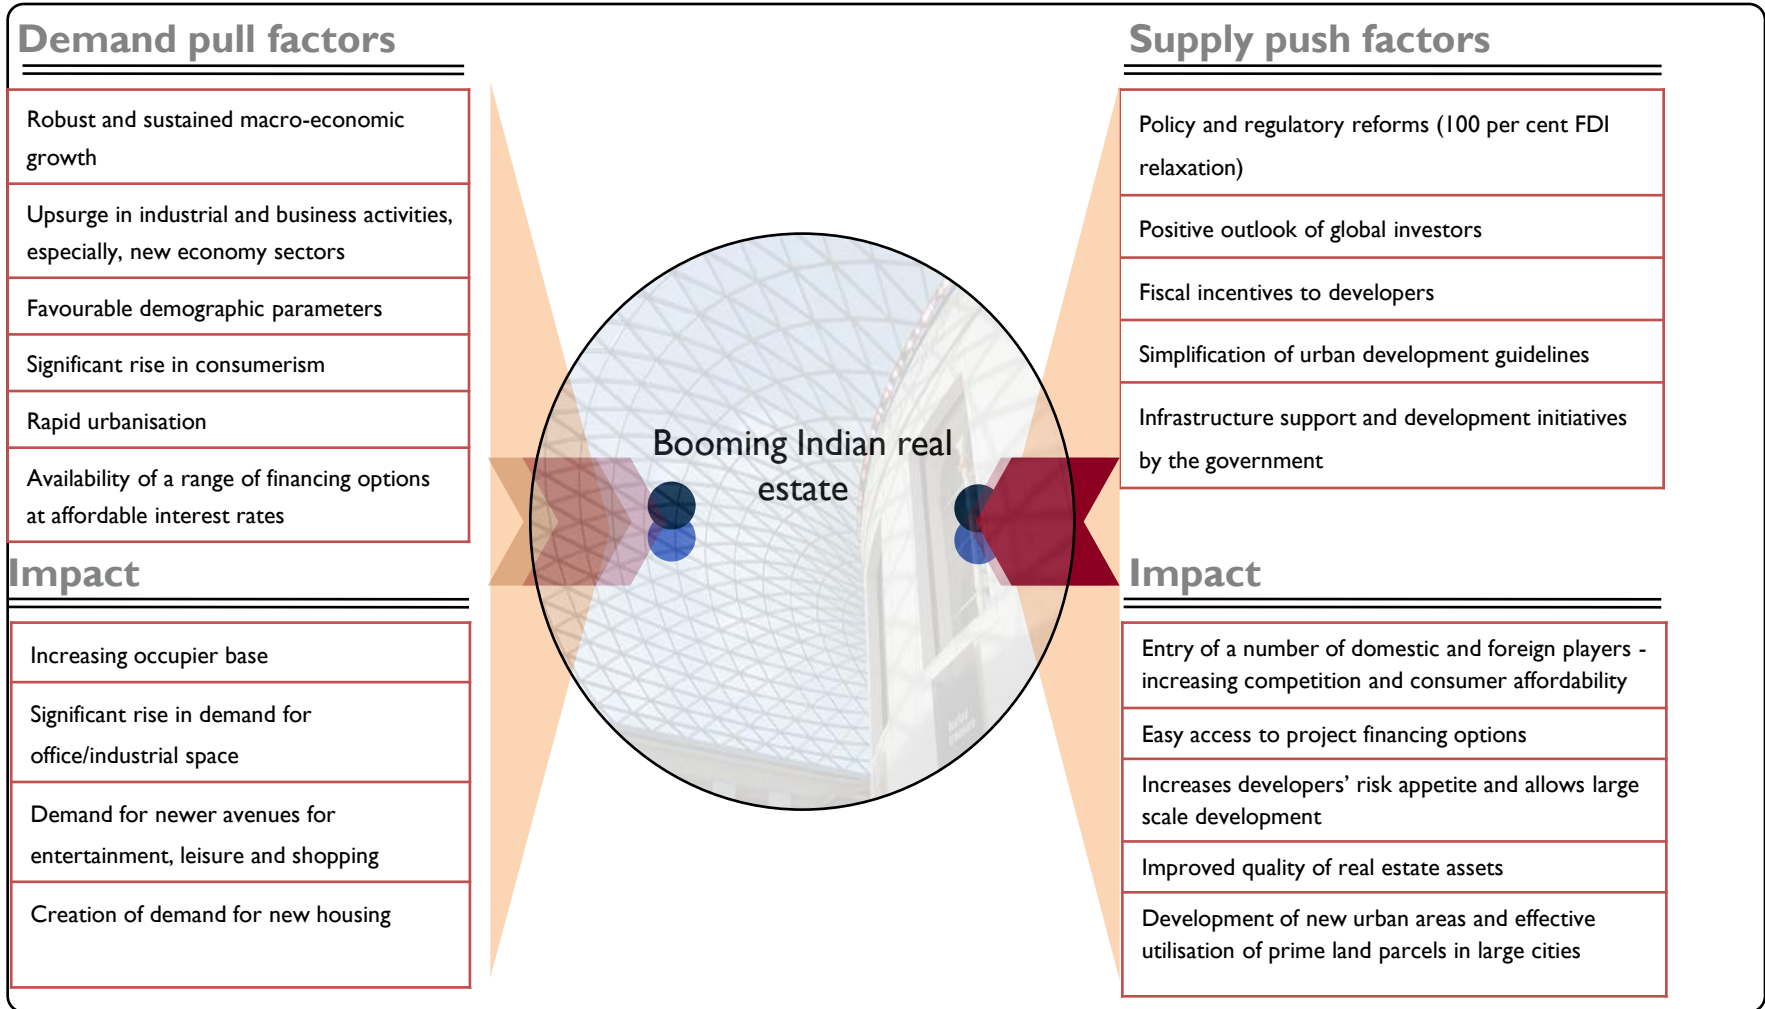 Demand pull factors
Robust and sustained macro-economic
growth
Upsurge in industrial and business activities,
especially, new economy sectors
Favourable demographic parameters
Significant rise in consumerism
Rapid urbanisation
Availability of a range of financing options
at affordable interest rates
Impact
Increasing occupier base
Significant rise in demand for
office/industrial space
Demand for newer avenues for
entertainment, leisure and shopping
Creation of demand for new housing
Booming Indian real
estate
Supply push factors
Policy and regulatory reforms (100 per cent FDI
relaxation)
Positive outlook of global investors
Fiscal incentives to developers
Simplification of urban development guidelines
Infrastructure support and development initiatives
by the government
Impact
Entry of a number of domestic and foreign players -
increasing competition and consumer affordability
Easy access to project financing options
Increases developers’ risk appetite and allows large
scale development
Improved quality of real estate assets
Development of new urban areas and effective
utilisation of prime land parcels in large cities